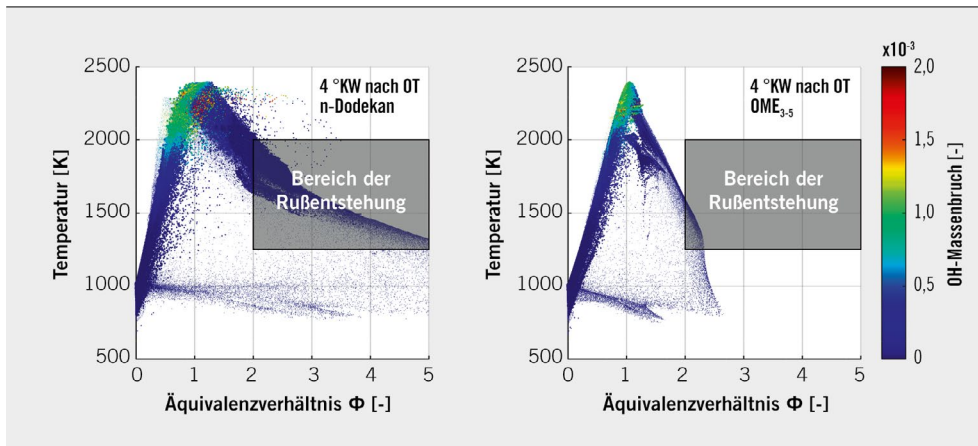 4 °KW nach OT
n-Dodekan
Bereich der
Rußentstehung
Temperatur [K]
2500
2000
1500
1000
500
0
1
2
3
4
5
Äquivalenzverhältnis Φ [-]
4 °KW nach OT
OME3-5
Bereich der
Rußentstehung
Temperatur [K]
2500
2000
1500
1000
500
0
1
2
3
4
5
Äquivalenzverhältnis Φ [-]
x10-3
2,0
1,5
1,0
0,5
0
OH-Massenbruch [-]